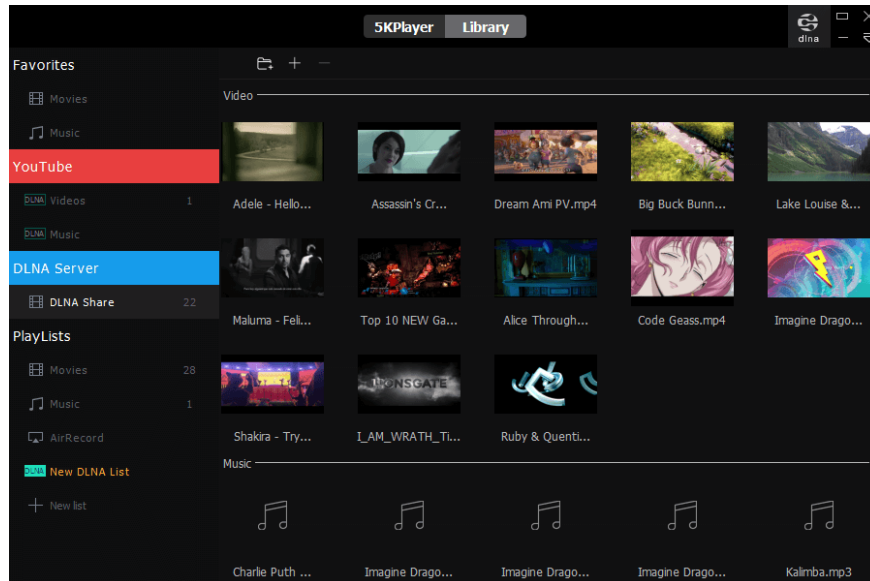 5KPlayer Library
dlna
Favorites
Movies
Music
YouTube
DLNA Videos 1
DLNA Music
DLNA Server
DLNA Share 22
PlayLists
Movies 28
Music 1
AirRecord
DLNA New DLNA List
New list
Video
Adele - Hello... Assassin's Cr... Dream Ami PV.mp4 Big Buck Bunn... Lake Louise &...
Maluma - Feli... Top 10 NEW Ga... Alice Through... Code Geass.mp4 Imagine Drago...
LIONSGATE
Shakira - Try... I_AM_WRATH_Ti... Ruby & Quenti...
Music
Charlie Puth ... Imagine Drago... Imagine Drago... Imagine Drago... Kalimba.mp3